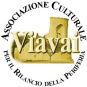 ASSOCIAZIONE CULTURALE
Viavai
PER IL RILANCIO DELLA PERIFERIA